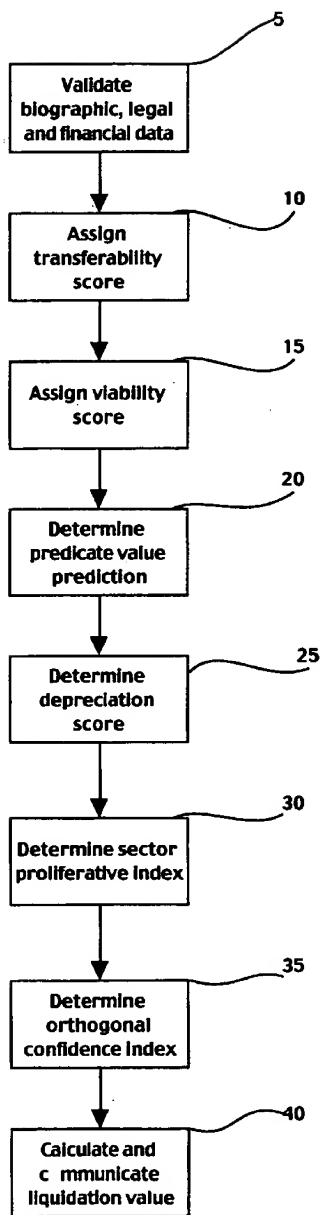 5
Validate
biographic, legal
and financial data
10
Assign
transferability
score
15
Assign viability
score
20
Determine
predicate value
prediction
25
Determine
depreciation
score
30
Determine sector
proliferative index
35
Determine
orthogonal
confidence index
40
Calculate and
c mmunicate
liquidation value